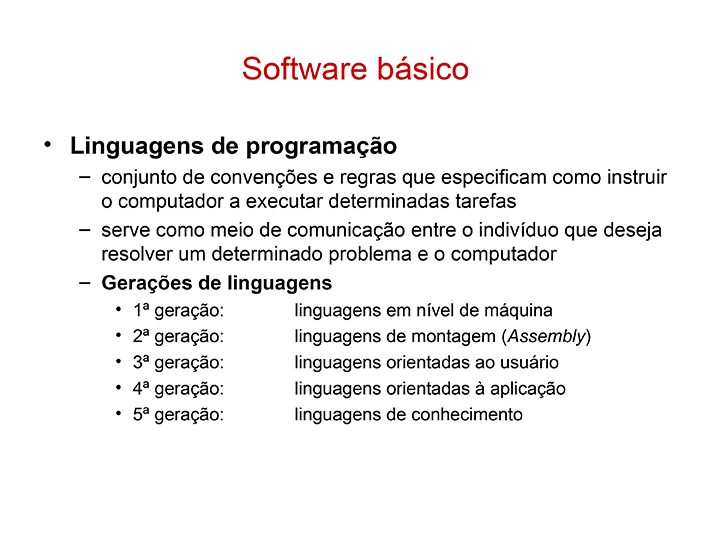 Software básico
• Linguagens de programação
– conjunto de convenções e regras que especificam como instruir
o computador a executar determinadas tarefas
– serve como meio de comunicação entre o indivíduo que deseja
resolver um determinado problema e o computador
– Gerações de linguagens
• 1ª geração: linguagens em nível de máquina
• 2ª geração: linguagens de montagem (Assembly)
• 3ª geração: linguagens orientadas ao usuário
• 4ª geração: linguagens orientadas à aplicação
• 5ª geração: linguagens de conhecimento